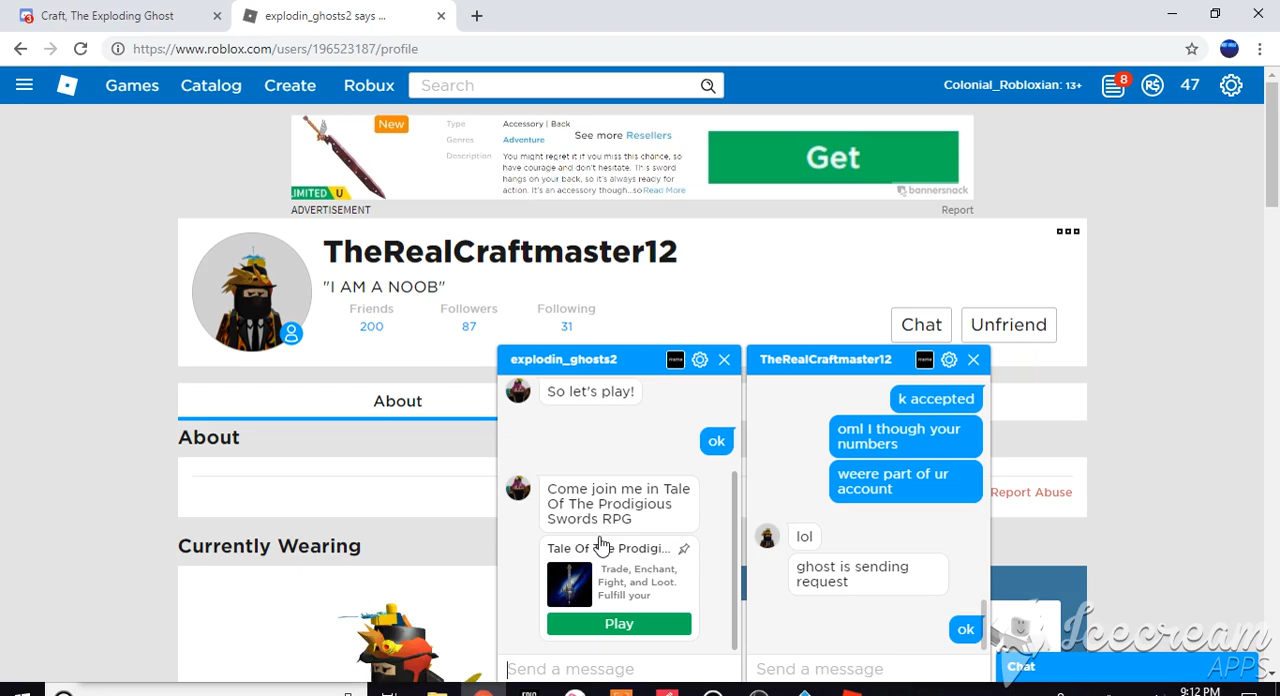 Craft, The Exploding Ghost
explodin_ghosts2 says ...
https://www.roblox.com/users/196523187/profile
Games
Catalog
Create
Robux
Search
Colonial_Robloxian: 13+
8
R$
47
New
LIMITED U
Type
Accessory | Back
Genres
Adventure
See more Resellers
Description
You might regret it if you miss this chance, so
have courage and don't hesitate. This sword
hangs on your back, so it's always ready for
action. It's an accessory though...so Read More
Get
bannersnack
ADVERTISEMENT
Report
TheRealCraftmaster12
"I AM A NOOB"
Friends
Followers
Following
200
87
31
Chat
Unfriend
About
About
Report Abuse
Currently Wearing
explodin_ghosts2
So let's play!
ok
Come join me in Tale
Of The Prodigious
Swords RPG
Tale Of The Prodigi...
Trade, Enchant,
Fight, and Loot.
Fulfill your
Play
Send a message
TheRealCraftmaster12
k accepted
oml I though your
numbers
weere part of ur
account
lol
ghost is sending
request
ok
Send a message
Chat
Icecream
APPS
9:12 PM